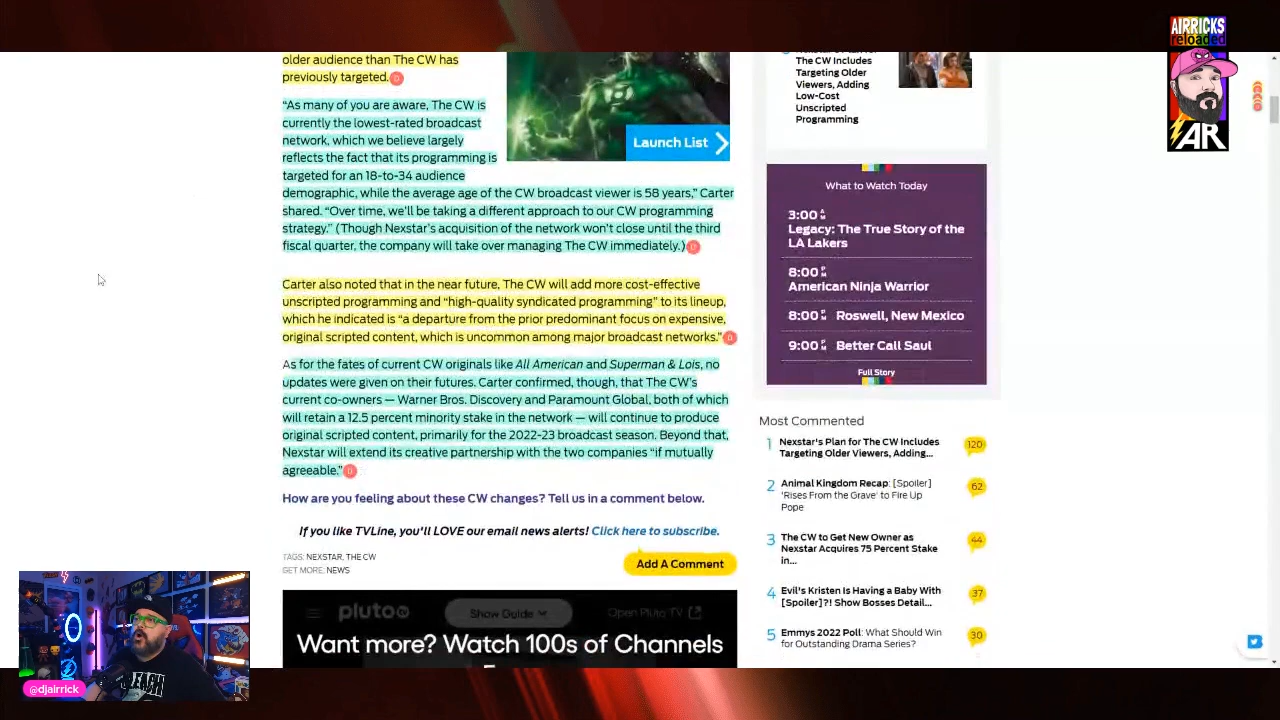 AIRRICKS
reloaded
AR
older audience than The CW has
previously targeted.
“As many of you are aware, The CW is
currently the lowest-rated broadcast
network, which we believe largely
reflects the fact that its programming is
targeted for an 18-to-34 audience
demographic, while the average age of the CW broadcast viewer is 58 years,” Carter
shared. “Over time, we’ll be taking a different approach to our CW programming
strategy.” (Though Nexstar’s acquisition of the network won’t close until the third
fiscal quarter, the company will take over managing The CW immediately.)
Carter also noted that in the near future, The CW will add more cost-effective
unscripted programming and “high-quality syndicated programming” to its lineup,
which he indicated is “a departure from the prior predominant focus on expensive,
original scripted content, which is uncommon among major broadcast networks.”
As for the fates of current CW originals like All American and Superman & Lois, no
updates were given on their futures. Carter confirmed, though, that The CW’s
current co-owners — Warner Bros. Discovery and Paramount Global, both of which
will retain a 12.5 percent minority stake in the network — will continue to produce
original scripted content, primarily for the 2022-23 broadcast season. Beyond that,
Nexstar will extend its creative partnership with the two companies “if mutually
agreeable.”
How are you feeling about these CW changes? Tell us in a comment below.
If you like TVLine, you'll LOVE our email news alerts! Click here to subscribe.
TAGS: NEXSTAR, THE CW
GET MORE: NEWS
Add A Comment
Launch List
pluto tv
Show Guide
Open Pluto TV
Want more? Watch 100s of Channels
The CW Includes
Targeting Older
Viewers, Adding
Low-Cost
Unscripted
Programming
What to Watch Today
3:00 AM
Legacy: The True Story of the
LA Lakers
8:00 PM
American Ninja Warrior
8:00 PM Roswell, New Mexico
9:00 PM Better Call Saul
Full Story
Most Commented
1 Nexstar's Plan for The CW Includes 120
Targeting Older Viewers, Adding...
2 Animal Kingdom Recap: [Spoiler] 62
'Rises From the Grave' to Fire Up
Pope
3 The CW to Get New Owner as 44
Nexstar Acquires 75 Percent Stake
in...
4 Evil's Kristen Is Having a Baby With 37
[Spoiler]?! Show Bosses Detail...
5 Emmys 2022 Poll: What Should Win 30
for Outstanding Drama Series?
@djairrick